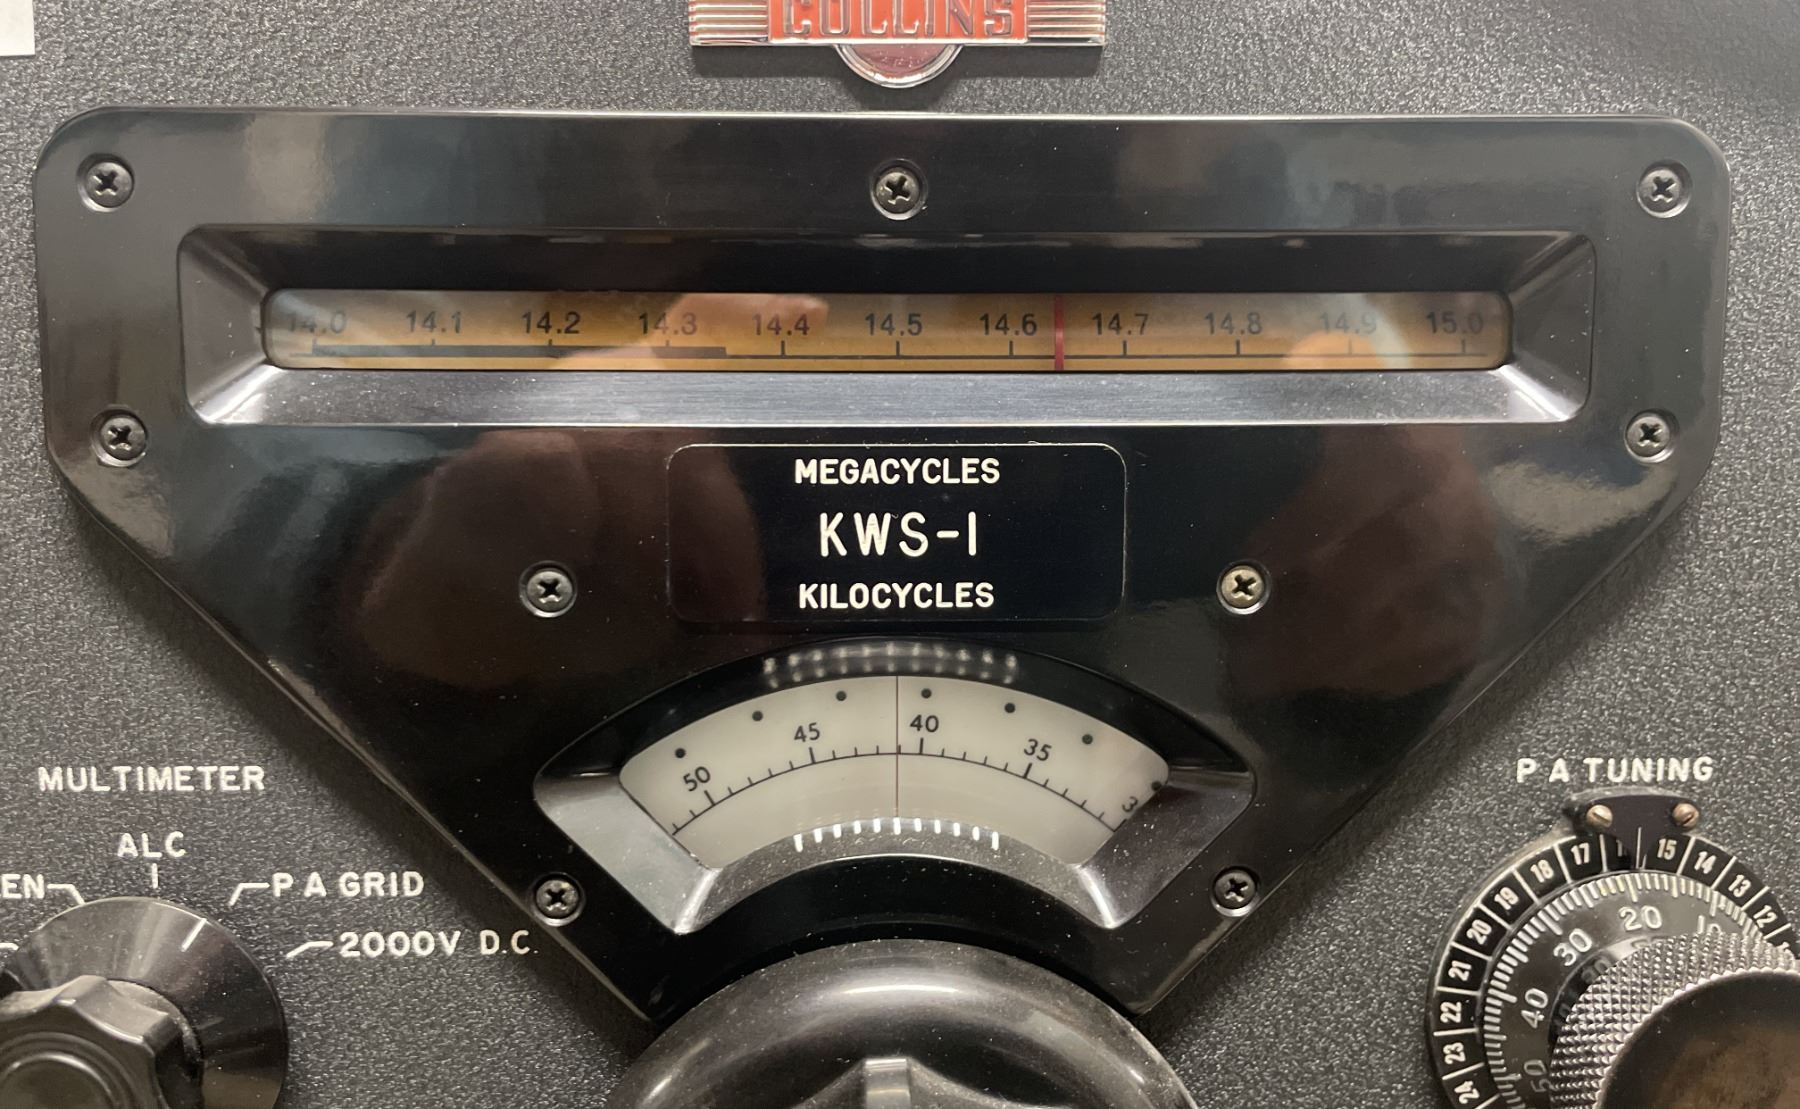 COLLINS
14.0 14.1 14.2 14.3 14.4 14.5 14.6 14.7 14.8 14.9 15.0
MEGACYCLES
KWS-1
KILOCYCLES
50 45 40 35
MULTIMETER
ALC
EN
P A GRID
2000V D.C.
P A TUNING
24 23 22 21 20 19 18 17 15 14 13 12
50 40 30 20 10